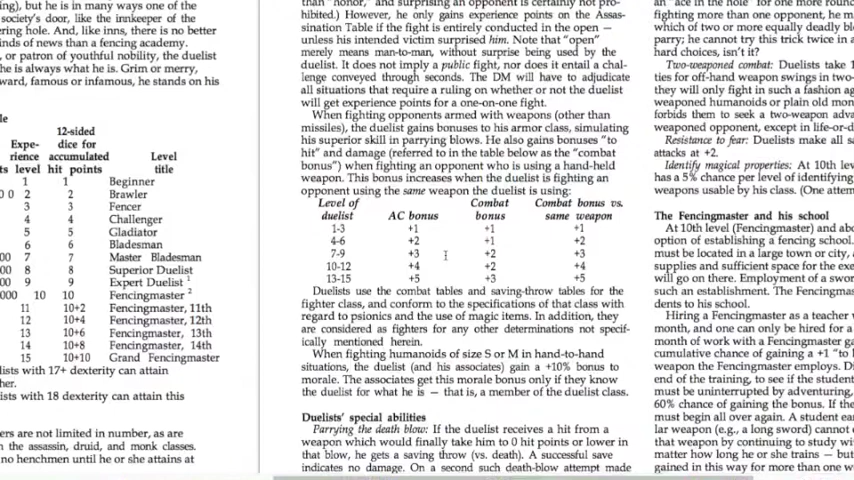 ing), but he is in many ways one of the
society's door, like the innkeeper of the
ering hole. And, like inns, there is no better
inds of news than a fencing academy.
, or patron of youthful nobility, the duelist
he is always what he is. Grim or merry,
ward, famous or infamous, he stands on his
le
12-sided
Expe- dice for
rience accumulated Level
ts level hit points title
1 1 Beginner
0 0 2 2 Brawler
3 3 Fencer
4 4 Challenger
5 5 Gladiator
6 6 Bladesman
00 7 7 Master Bladesman
00 8 8 Superior Duelist
00 9 9 Expert Duelist 1
000 10 10 Fencingmaster 2
11 10+2 Fencingmaster, 11th
12 10+4 Fencingmaster, 12th
13 10+6 Fencingmaster, 13th
14 10+8 Fencingmaster, 14th
15 10+10 Grand Fencingmaster
lists with 17+ dexterity can attain
her.
ists with 18 dexterity can attain this
ers are not limited in number, as are
n the assassin, druid, and monk classes.
no henchmen until he or she attains at
than "honor," and surprising an opponent is certainly not pro-
hibited.) However, he only gains experience points on the Assas-
sination Table if the fight is entirely conducted in the open —
unless his intended victim surprised him. Note that "open"
merely means man-to-man, without surprise being used by the
duelist. It does not imply a public fight, nor does it entail a chal-
lenge conveyed through seconds. The DM will have to adjudicate
all situations that require a ruling on whether or not the duelist
will get experience points for a one-on-one fight.
When fighting opponents armed with weapons (other than
missiles), the duelist gains bonuses to his armor class, simulating
his superior skill in parrying blows. He also gains bonuses "to
hit" and damage (referred to in the table below as the "combat
bonus") when fighting an opponent who is using a hand-held
weapon. This bonus increases when the duelist is fighting an
opponent using the same weapon the duelist is using:
Level of Combat Combat bonus vs.
duelist AC bonus bonus same weapon
1-3 +1 +1 +1
4-6 +2 +1 +2
7-9 +3 +2 +3
10-12 +4 +2 +4
13-15 +5 +3 +5
Duelists use the combat tables and saving-throw tables for the
fighter class, and conform to the specifications of that class with
regard to psionics and the use of magic items. In addition, they
are considered as fighters for any other determinations not specif-
ically mentioned herein.
When fighting humanoids of size S or M in hand-to-hand
situations, the duelist (and his associates) gain a +10% bonus to
morale. The associates get this morale bonus only if they know
the duelist for what he is — that is, a member of the duelist class.
Duelists' special abilities
Parrying the death blow: If the duelist receives a hit from a
weapon which would finally take him to 0 hit points or lower in
that blow, he gets a saving throw (vs. death). A successful save
indicates no damage. On a second such death-blow attempt made
an "ace in the hole" for one more round
fighting more than one opponent, he m
which of two or more equally deadly bl
parry; he cannot try this trick twice in a
hard choices, isn't it?
Two-weaponed combat: Duelists take 1
ties for off-hand weapon swings in two-
they will only fight in such a fashion ag
weaponed humanoids or plain old mon
forbids them to seek a two-weapon adva
weaponed opponent, except in life-or-d
Resistance to fear: Duelists make all sa
attacks at +2.
Identify magical properties: At 10th leve
has a 5% chance per level of identifying
weapons usable by his class. (One attem
The Fencingmaster and his school
At 10th level (Fencingmaster) and abo
option of establishing a fencing school.
must be located in a large town or city, a
supplies and sufficient space for the exe
will go on there. Employment of a swor
such an establishment. The Fencingmas
dents to his school.
Hiring a Fencingmaster as a teacher w
month, and one can only be hired for a
month of work with a Fencingmaster ga
cumulative chance of gaining a +1 "to h
weapon the Fencingmaster employs. Di
end of the training, to see if the student
must be uninterrupted by adventuring,
60% chance of gaining the bonus. If the
must begin all over again. A student ear
lar weapon (e.g., a long sword) cannot e
that weapon by continuing to study wit
matter how long he or she trains — but
gained in this way for more than one w